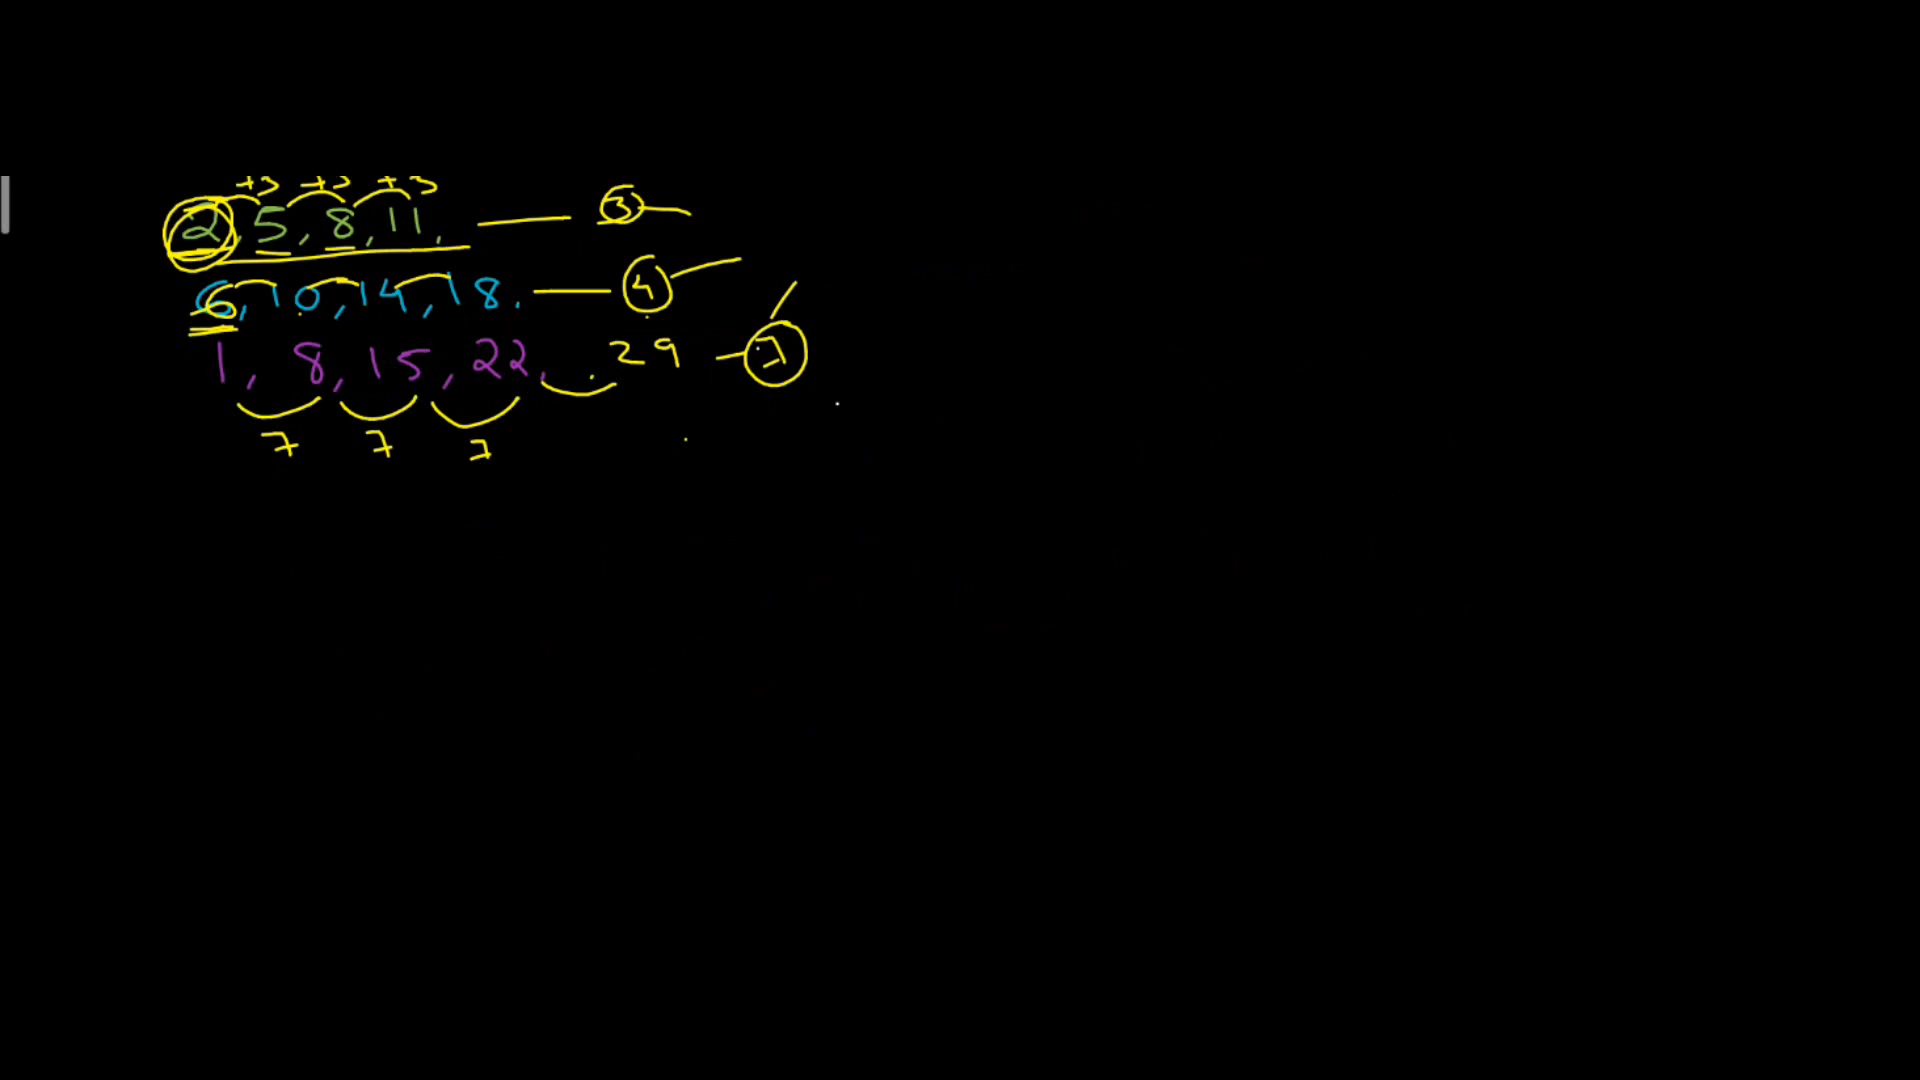 +3 +3 +3
2, 5, 8, 11, — 3
6, 10, 14, 18. — 4
1, 8, 15, 22, 29 — 7
7 7 7